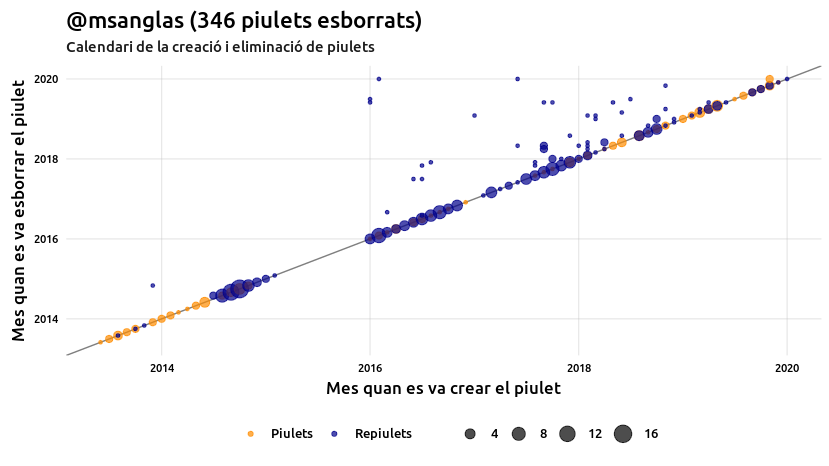 @msanglas (346 piulets esborrats)
Calendari de la creació i eliminació de piulets
Mes quan es va esborrar el piulet
2020
2018
2016
2014
2014
2016
2018
2020
Mes quan es va crear el piulet
Piulets
Repiulets
4
8
12
16